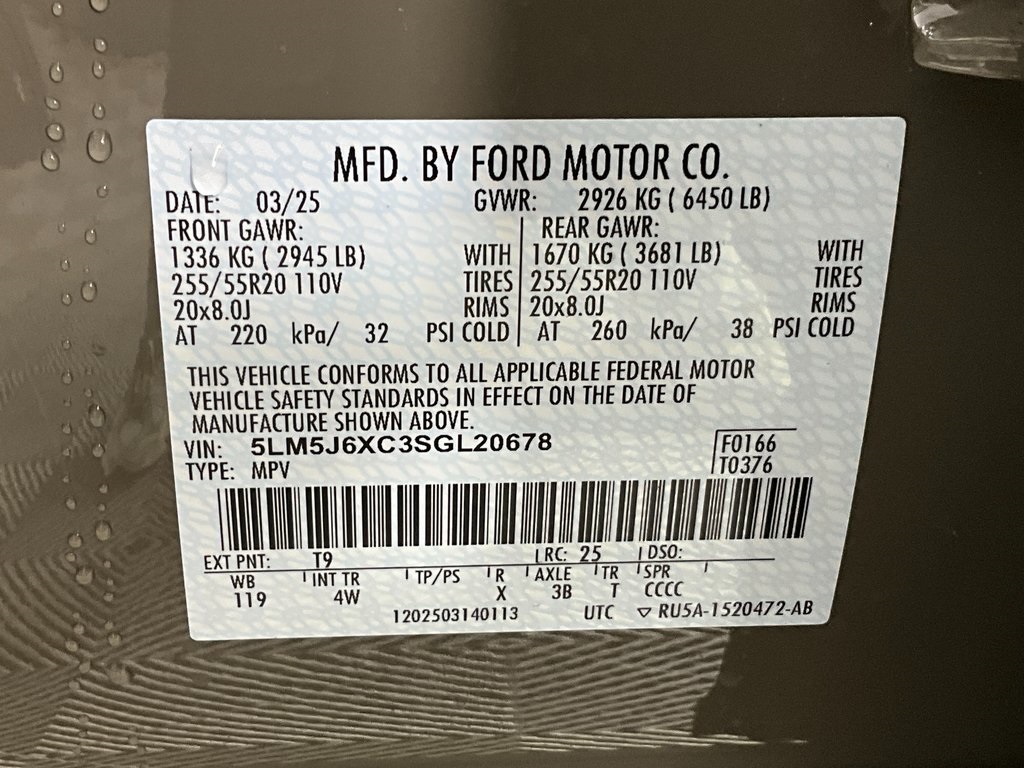 MFD. BY FORD MOTOR CO.
DATE: 03/25 GVWR: 2926 KG ( 6450 LB)
FRONT GAWR: REAR GAWR:
1336 KG ( 2945 LB) WITH 1670 KG ( 3681 LB) WITH
255/55R20 110V TIRES 255/55R20 110V TIRES
20x8.0J RIMS 20x8.0J RIMS
AT 220 kPa/ 32 PSI COLD AT 260 kPa/ 38 PSI COLD
THIS VEHICLE CONFORMS TO ALL APPLICABLE FEDERAL MOTOR
VEHICLE SAFETY STANDARDS IN EFFECT ON THE DATE OF
MANUFACTURE SHOWN ABOVE.
VIN: 5LM5J6XC3SGL20678 F0166
TYPE: MPV T0376
EXT PNT: T9 RC: 25 DSO:
WB INT TR TP/PS R AXLE TR SPR
119 4W X 3B T CCCC
1202503140113 UTC ▽ RU5A-1520472-AB